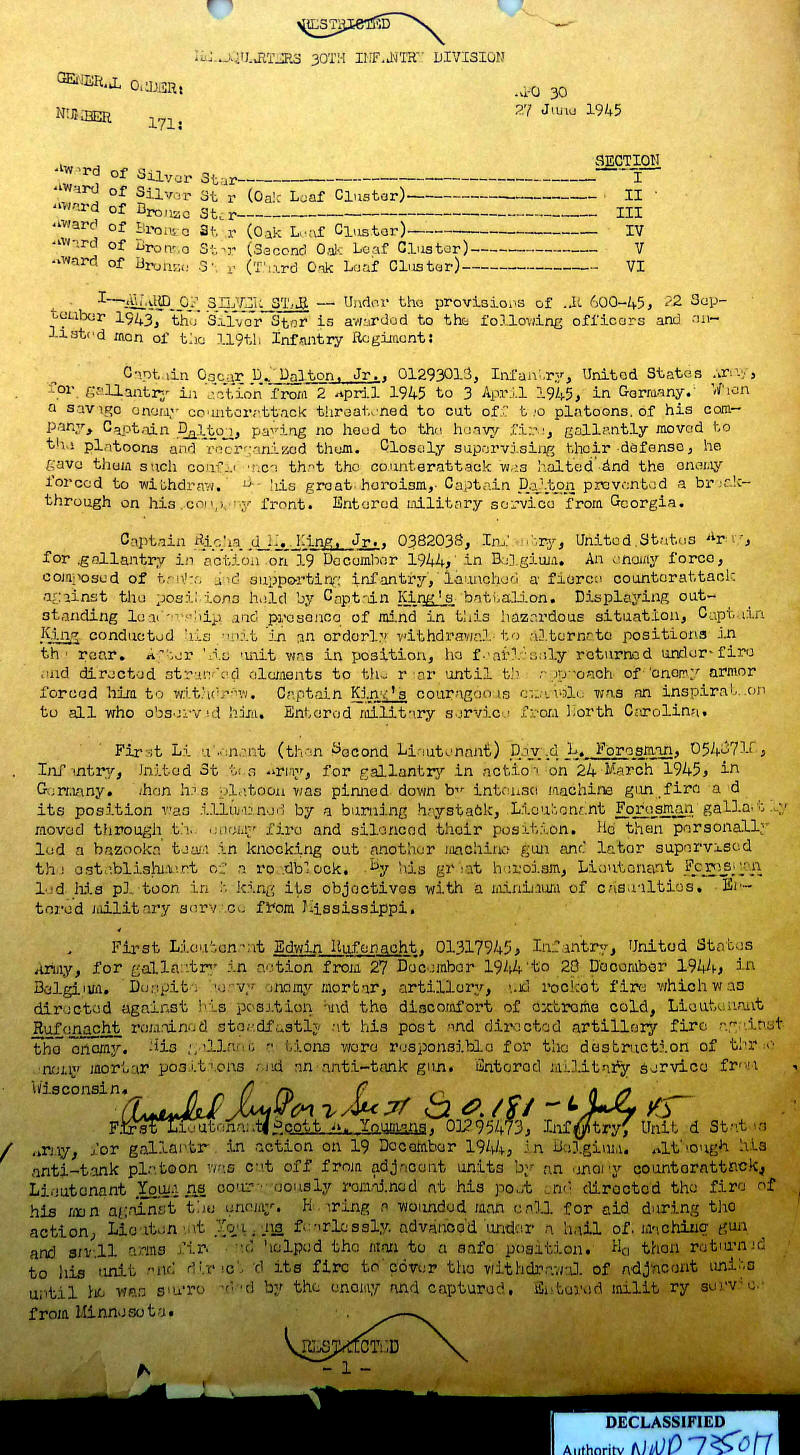 RESTRICTED
HEADQUARTERS 30TH INFANTRY DIVISION
GENERAL ORDER: APO 30
27 June 1945
NUMBER 171:
SECTION
Award of Silver Star I
Award of Silver Star (Oak Leaf Cluster) II
Award of Bronze Star III
Award of Bronze Star (Oak Leaf Cluster) IV
Award of Bronze Star (Second Oak Leaf Cluster) V
Award of Bronze Star (Third Oak Leaf Cluster) VI
I--AWARD OF SILVER STAR -- Under the provisions of AR 600-45, 22 Sep-
tember 1943, the Silver Star is awarded to the following officers and en-
listed men of the 119th Infantry Regiment:
Captain Oscar D. Dalton, Jr., 01293018, Infantry, United States Army,
for gallantry in action from 2 April 1945 to 3 April 1945, in Germany. When
a savage enemy counterattack threatened to cut off two platoons of his com-
pany, Captain Dalton, paying no heed to the heavy fire, gallantly moved to
the platoons and reorganized them. Closely supervising their defense, he
gave them such confidence that the counterattack was halted and the enemy
forced to withdraw. By his great heroism, Captain Dalton prevented a break-
through on his company front. Entered military service from Georgia.
Captain Richard H. King, Jr., 0382038, Infantry, United States Army,
for gallantry in action on 19 December 1944, in Belgium. An enemy force,
composed of tanks and supporting infantry, launched a fierce counterattack
against the positions held by Captain King's battalion. Displaying out-
standing leadership and presence of mind in this hazardous situation, Captain
King conducted his unit in an orderly withdrawal to alternate positions in
the rear. After his unit was in position, he fearlessly returned under fire
and directed stranded elements to the rear until the approach of enemy armor
forced him to withdraw. Captain King's courageous example was an inspiration
to all who observed him. Entered military service from North Carolina.
First Lieutenant (then Second Lieutenant) David L. Foresman,
Infantry, United States Army, for gallantry in action on 24 March 1945, in
Germany. When his platoon was pinned down by intense machine gun fire and
its position was illumined by a burning haystack, Lieutenant Foresman gallantly
moved through the enemy fire and silenced their position. He then personally
led a bazooka team in knocking out another machine gun and later supervised
the establishment of a roadblock. By his great heroism, Lieutenant Foresman
led his platoon in taking its objectives with a minimum of casualties. En-
tered military service from Mississippi.
First Lieutenant Edwin Rufenacht, 01317945, Infantry, United States
Army, for gallantry in action from 27 December 1944 to 28 December 1944, in
Belgium. Despite heavy enemy mortar, artillery, and rocket fire which was
directed against his position and the discomfort of extreme cold, Lieutenant
Rufenacht remained steadfastly at his post and directed artillery fire against
the enemy. His gallant actions were responsible for the destruction of three
enemy mortar positions and an anti-tank gun. Entered military service from
Wisconsin.
Amended by Par 2 Sec II G.O. 181 - 6 July 45
First Lieutenant Scott A. Youmans, 01295473, Infantry, United States
Army, for gallantry in action on 19 December 1944, in Belgium. Although his
anti-tank platoon was cut off from adjacent units by an enemy counterattack,
Lieutenant Youmans courageously remained at his post and directed the fire of
his men against the enemy. Hearing a wounded man call for aid during the
action, Lieutenant Youmans fearlessly advanced under a hail of machine gun
and small arms fire and helped the man to a safe position. He then returned
to his unit and directed its fire to cover the withdrawal of adjacent units
until he was surrounded by the enemy and captured. Entered military service
from Minnesota.
RESTRICTED
- 1 -
DECLASSIFIED
Authority NND 735017